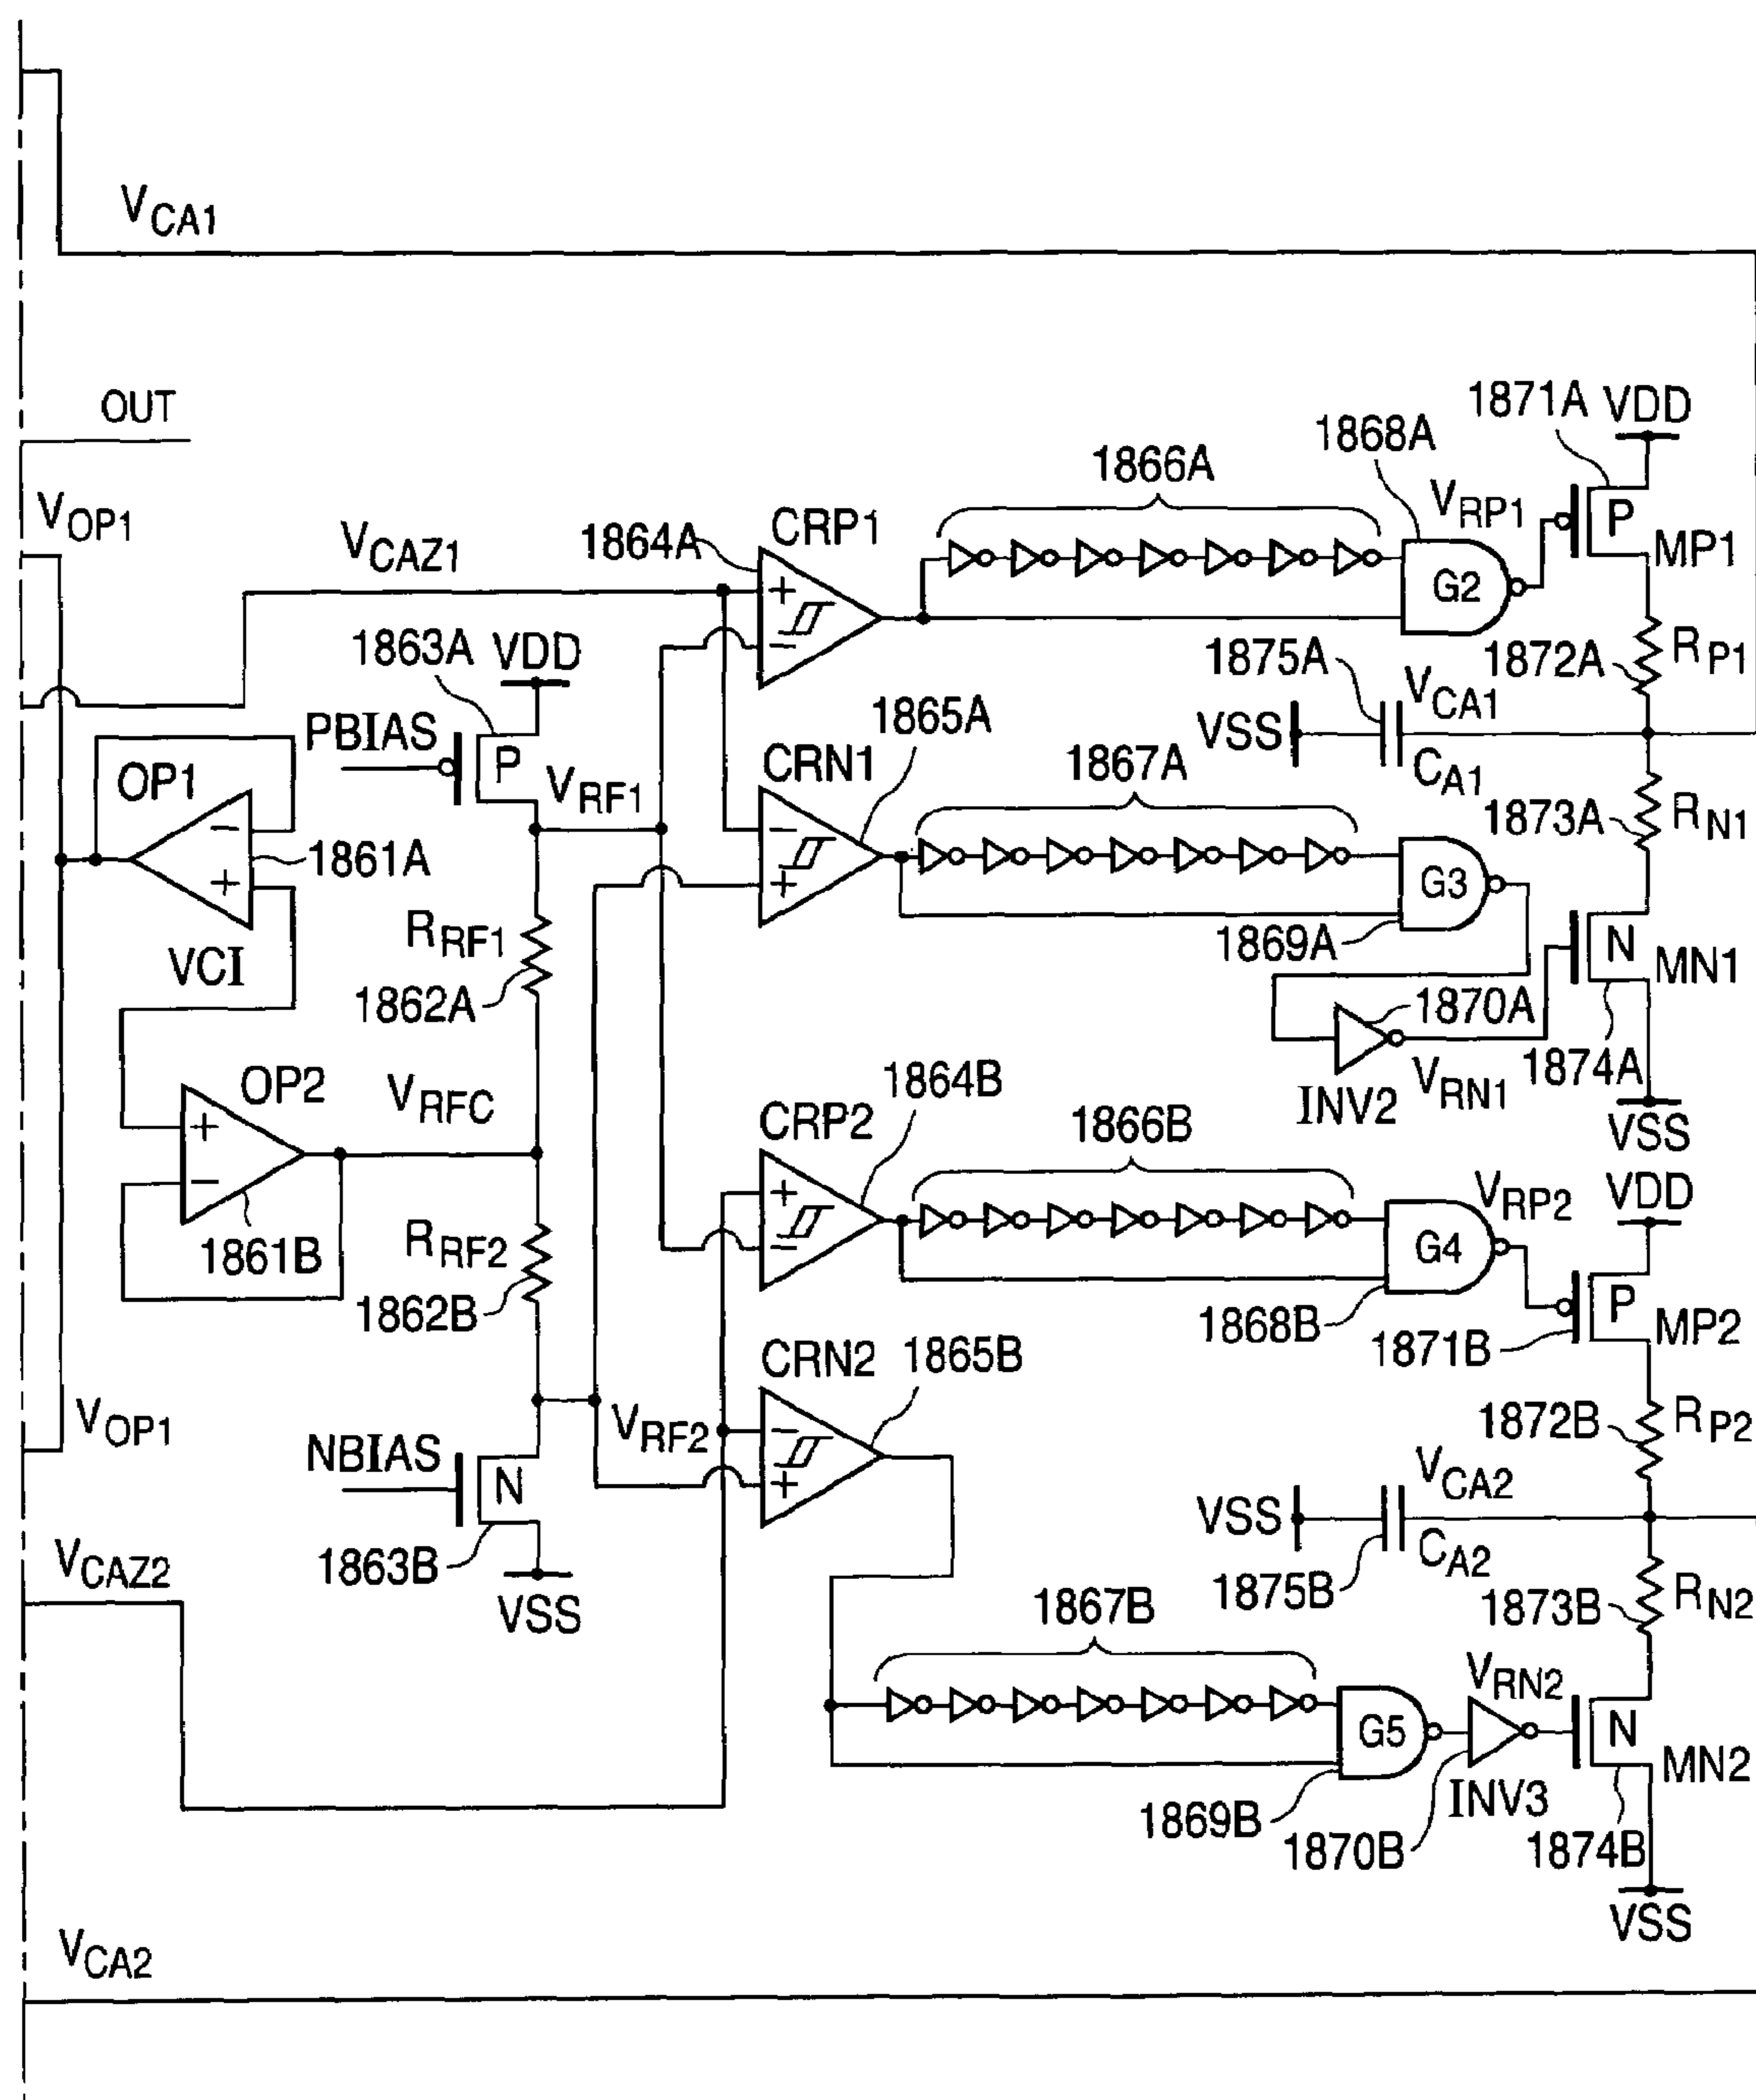 VCA1
OUT
VOP1
VCAZ1
1864A
CRP1
1866A
1868A
1871A
VDD
VRP1
P
MP1
G2
+
−
1863A
VDD
1875A
1872A
RP1
VCA1
PBIAS
P
VRF1
1865A
VSS
CA1
OP1
CRN1
1867A
1873A
RN1
−
+
1861A
−
+
G3
RRF1
VCI
1862A
1869A
N
MN1
1870A
1874A
INV2
VRN1
VSS
OP2
VRFC
CRP2
1864B
1866B
VRP2
VDD
+
−
+
−
G4
P
MP2
1861B
RRF2
1862B
1868B
1871B
CRN2
1865B
VOP1
NBIAS
N
VRF2
−
+
1872B
RP2
VCA2
VSS
CA2
VCAZ2
1863B
VSS
1875B
1873B
RN2
1867B
VRN2
G5
N
MN2
1869B
1870B
INV3
1874B
VSS
VCA2